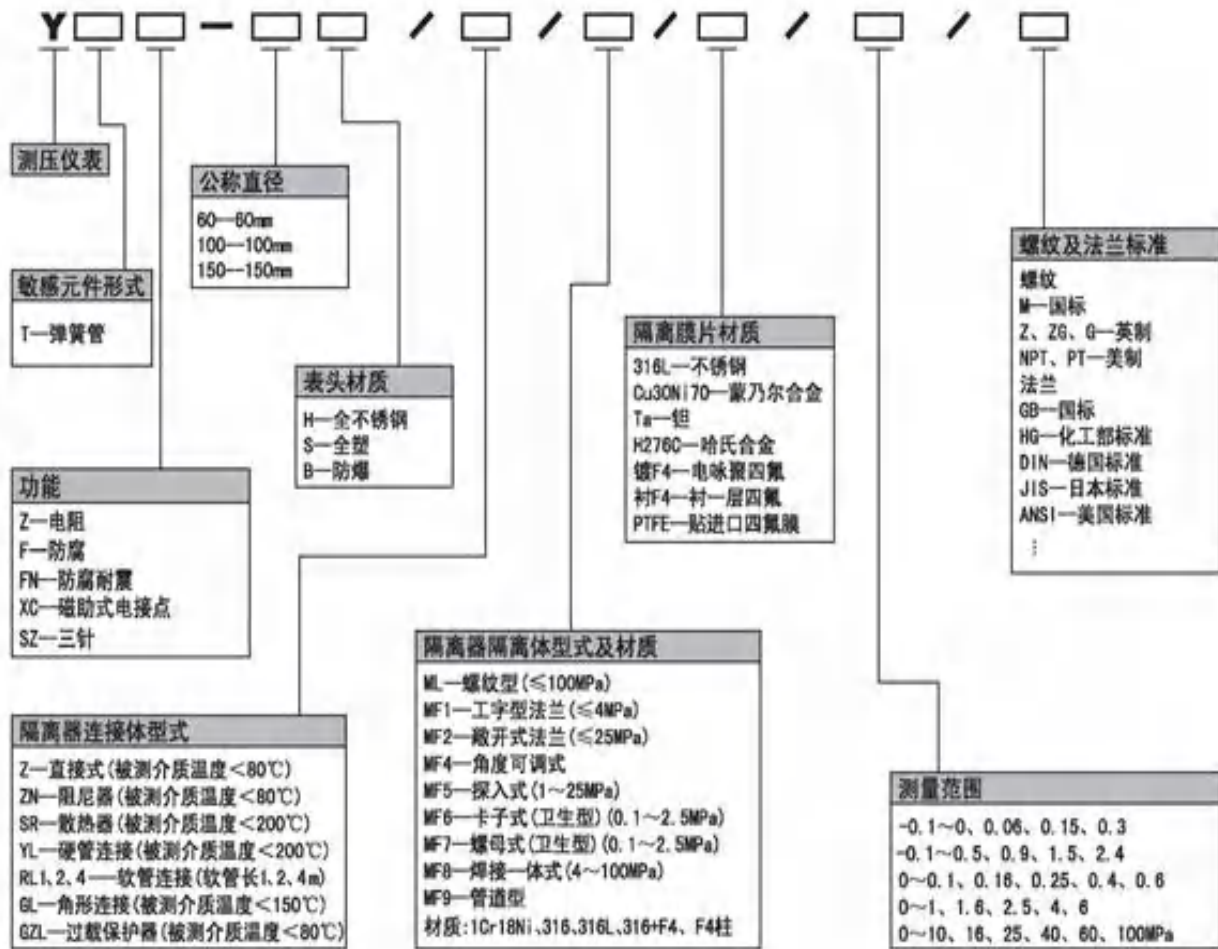 Y□□-□□/□/□/□/□/□
测压仪表
敏感元件形式
T—弹簧管
功能
Z—电阻
F—防腐
FN—防腐耐震
XC—磁助式电接点
SZ—三针
隔离器连接体型式
Z—直接式(被测介质温度<80℃)
ZN—阻尼器(被测介质温度<80℃)
SR—散热器(被测介质温度<200℃)
YL—硬管连接(被测介质温度<200℃)
RL1、2、4——软管连接(软管长1、2、4m)
GL—角形连接(被测介质温度<150℃)
GZL—过载保护器(被测介质温度<80℃)
公称直径
60—60mm
100—100mm
150—150mm
表头材质
H—全不锈钢
S—全塑
B—防爆
隔离器隔离体型式及材质
ML—螺纹型(≤100MPa)
MF1—工字型法兰(≤4MPa)
MF2—敞开式法兰(≤25MPa)
MF4—角度可调式
MF5—探入式(1~25MPa)
MF6—卡子式(卫生型)(0.1~2.5MPa)
MF7—螺母式(卫生型)(0.1~2.5MPa)
MF8—焊接一体式(4~100MPa)
MF9—管道型
材质:1Cr18Ni、316、316L、316+F4、F4柱
隔离膜片材质
316L—不锈钢
Cu30Ni70—蒙乃尔合金
Ta—钽
H276C—哈氏合金
镀F4—电咏聚四氟
衬F4—衬一层四氟
PTFE—贴进口四氟膜
测量范围
-0.1~0、0.06、0.15、0.3
-0.1~0.5、0.9、1.5、2.4
0~0.1、0.16、0.25、0.4、0.6
0~1、1.6、2.5、4、6
0~10、16、25、40、60、100MPa
螺纹及法兰标准
螺纹
M—国标
Z、ZG、G—英制
NPT、PT—美制
法兰
GB—国标
HG—化工部标准
DIN—德国标准
JIS—日本标准
ANSI—美国标准
⋮